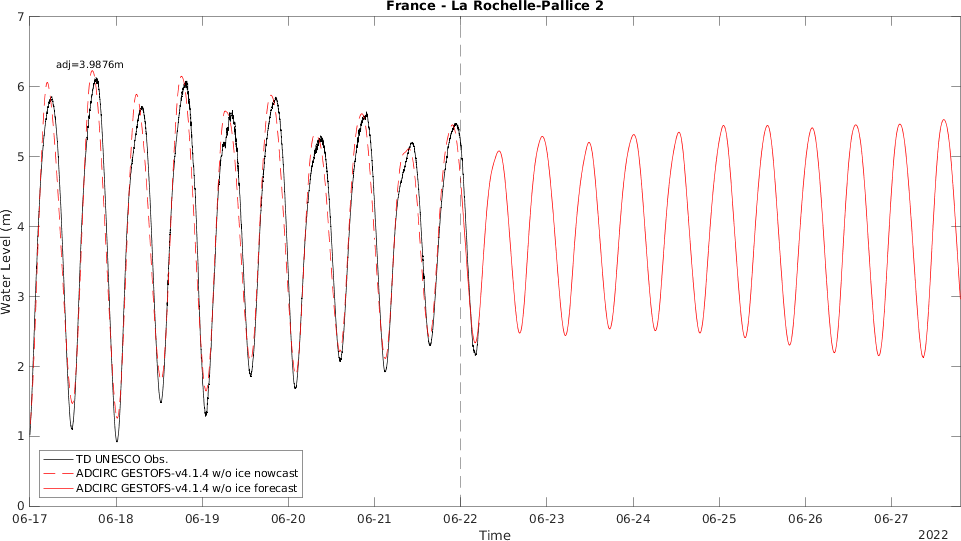 France - La Rochelle-Pallice 2
7
adj=3.9876m
6
5
4
3
2
1
0
Water Level (m)
TD UNESCO Obs.
ADCIRC GESTOFS-v4.1.4 w/o ice nowcast
ADCIRC GESTOFS-v4.1.4 w/o ice forecast
06-17 06-18 06-19 06-20 06-21 06-22 06-23 06-24 06-25 06-26 06-27
Time
2022